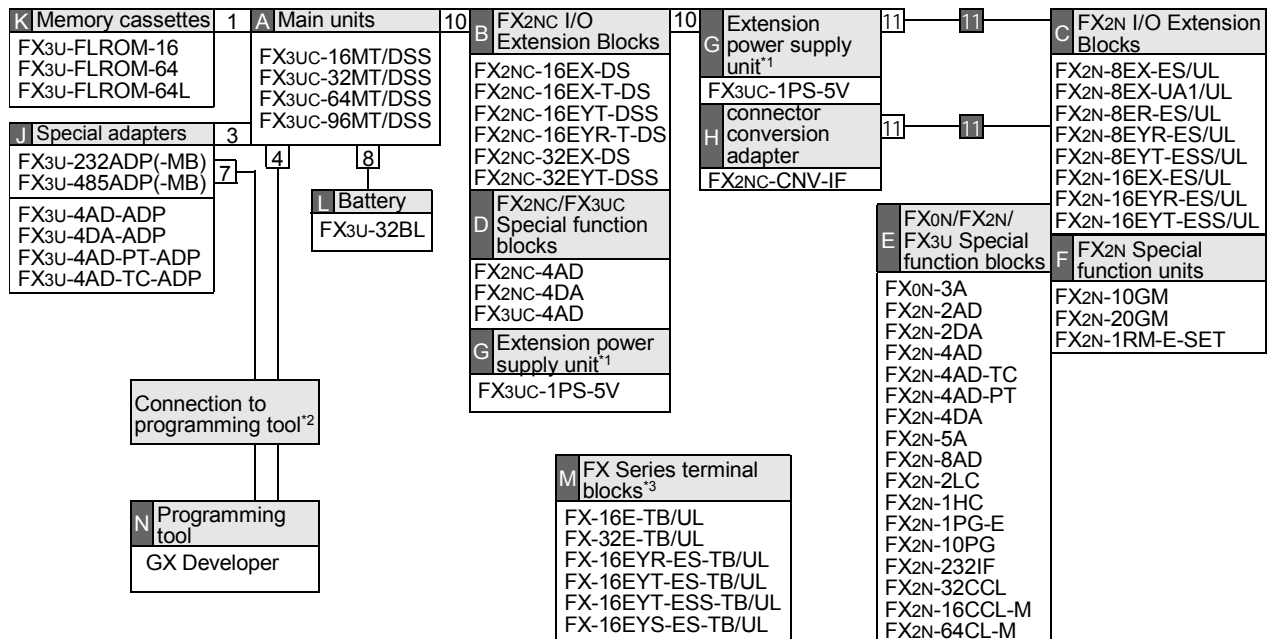 K Memory cassettes
FX3U-FLROM-16
FX3U-FLROM-64
FX3U-FLROM-64L
1
A Main units
FX3UC-16MT/DSS
FX3UC-32MT/DSS
FX3UC-64MT/DSS
FX3UC-96MT/DSS
10
J Special adapters
3
FX3U-232ADP(-MB)
FX3U-485ADP(-MB)
7
FX3U-4AD-ADP
FX3U-4DA-ADP
FX3U-4AD-PT-ADP
FX3U-4AD-TC-ADP
4
8
L Battery
FX3U-32BL
B FX2NC I/O
Extension Blocks
FX2NC-16EX-DS
FX2NC-16EX-T-DS
FX2NC-16EYT-DSS
FX2NC-16EYR-T-DS
FX2NC-32EX-DS
FX2NC-32EYT-DSS
D FX2NC/FX3UC
Special function
blocks
FX2NC-4AD
FX2NC-4DA
FX3UC-4AD
G Extension power
supply unit*1
FX3UC-1PS-5V
10
G Extension
power supply
unit*1
FX3UC-1PS-5V
H connector
conversion
adapter
FX2NC-CNV-IF
11
11
11
11
C FX2N I/O Extension
Blocks
FX2N-8EX-ES/UL
FX2N-8EX-UA1/UL
FX2N-8ER-ES/UL
FX2N-8EYR-ES/UL
FX2N-8EYT-ESS/UL
FX2N-16EX-ES/UL
FX2N-16EYR-ES/UL
FX2N-16EYT-ESS/UL
E FX0N/FX2N/
FX3U Special
function blocks
FX0N-3A
FX2N-2AD
FX2N-2DA
FX2N-4AD
FX2N-4AD-TC
FX2N-4AD-PT
FX2N-4DA
FX2N-5A
FX2N-8AD
FX2N-2LC
FX2N-1HC
FX2N-1PG-E
FX2N-10PG
FX2N-232IF
FX2N-32CCL
FX2N-16CCL-M
FX2N-64CL-M
F FX2N Special
function units
FX2N-10GM
FX2N-20GM
FX2N-1RM-E-SET
Connection to
programming tool*2
N Programming
tool
GX Developer
M FX Series terminal
blocks*3
FX-16E-TB/UL
FX-32E-TB/UL
FX-16EYR-ES-TB/UL
FX-16EYT-ES-TB/UL
FX-16EYT-ESS-TB/UL
FX-16EYS-ES-TB/UL